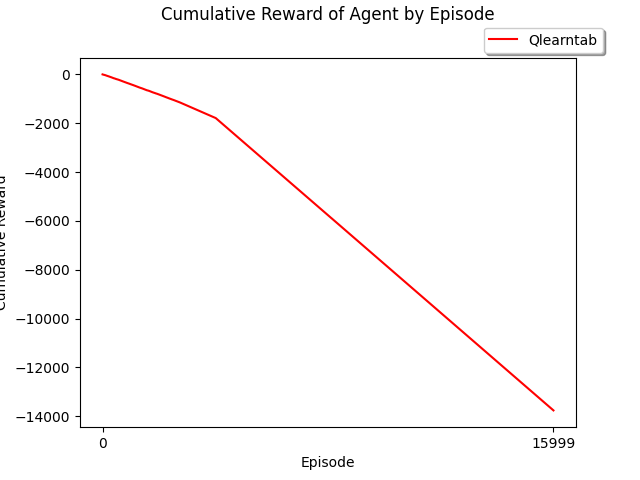 Cumulative Reward of Agent by Episode
Qlearntab
0
−2000
−4000
−6000
−8000
−10000
−12000
−14000
Cumulative Reward
0
15999
Episode